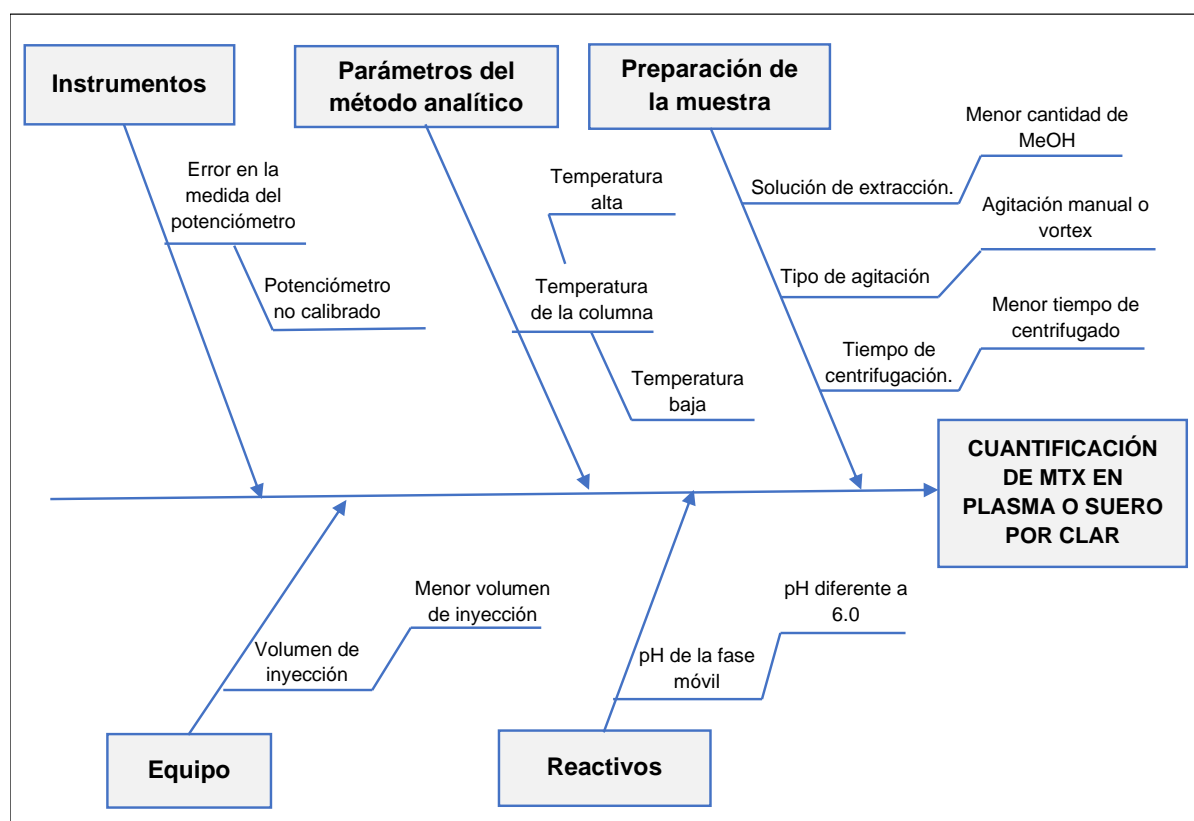 Instrumentos
Parámetros del
método analítico
Preparación de
la muestra
Error en la
medida del
potenciómetro
Potenciómetro
no calibrado
Temperatura
alta
Temperatura
de la columna
Temperatura
baja
Menor cantidad de
MeOH
Solución de extracción.
Agitación manual o
vortex
Tipo de agitación
Menor tiempo de
centrifugado
Tiempo de
centrifugación.
CUANTIFICACIÓN
DE MTX EN
PLASMA O SUERO
POR CLAR
Menor volumen
de inyección
Volumen de
inyección
pH diferente a
6.0
pH de la fase
móvil
Equipo
Reactivos